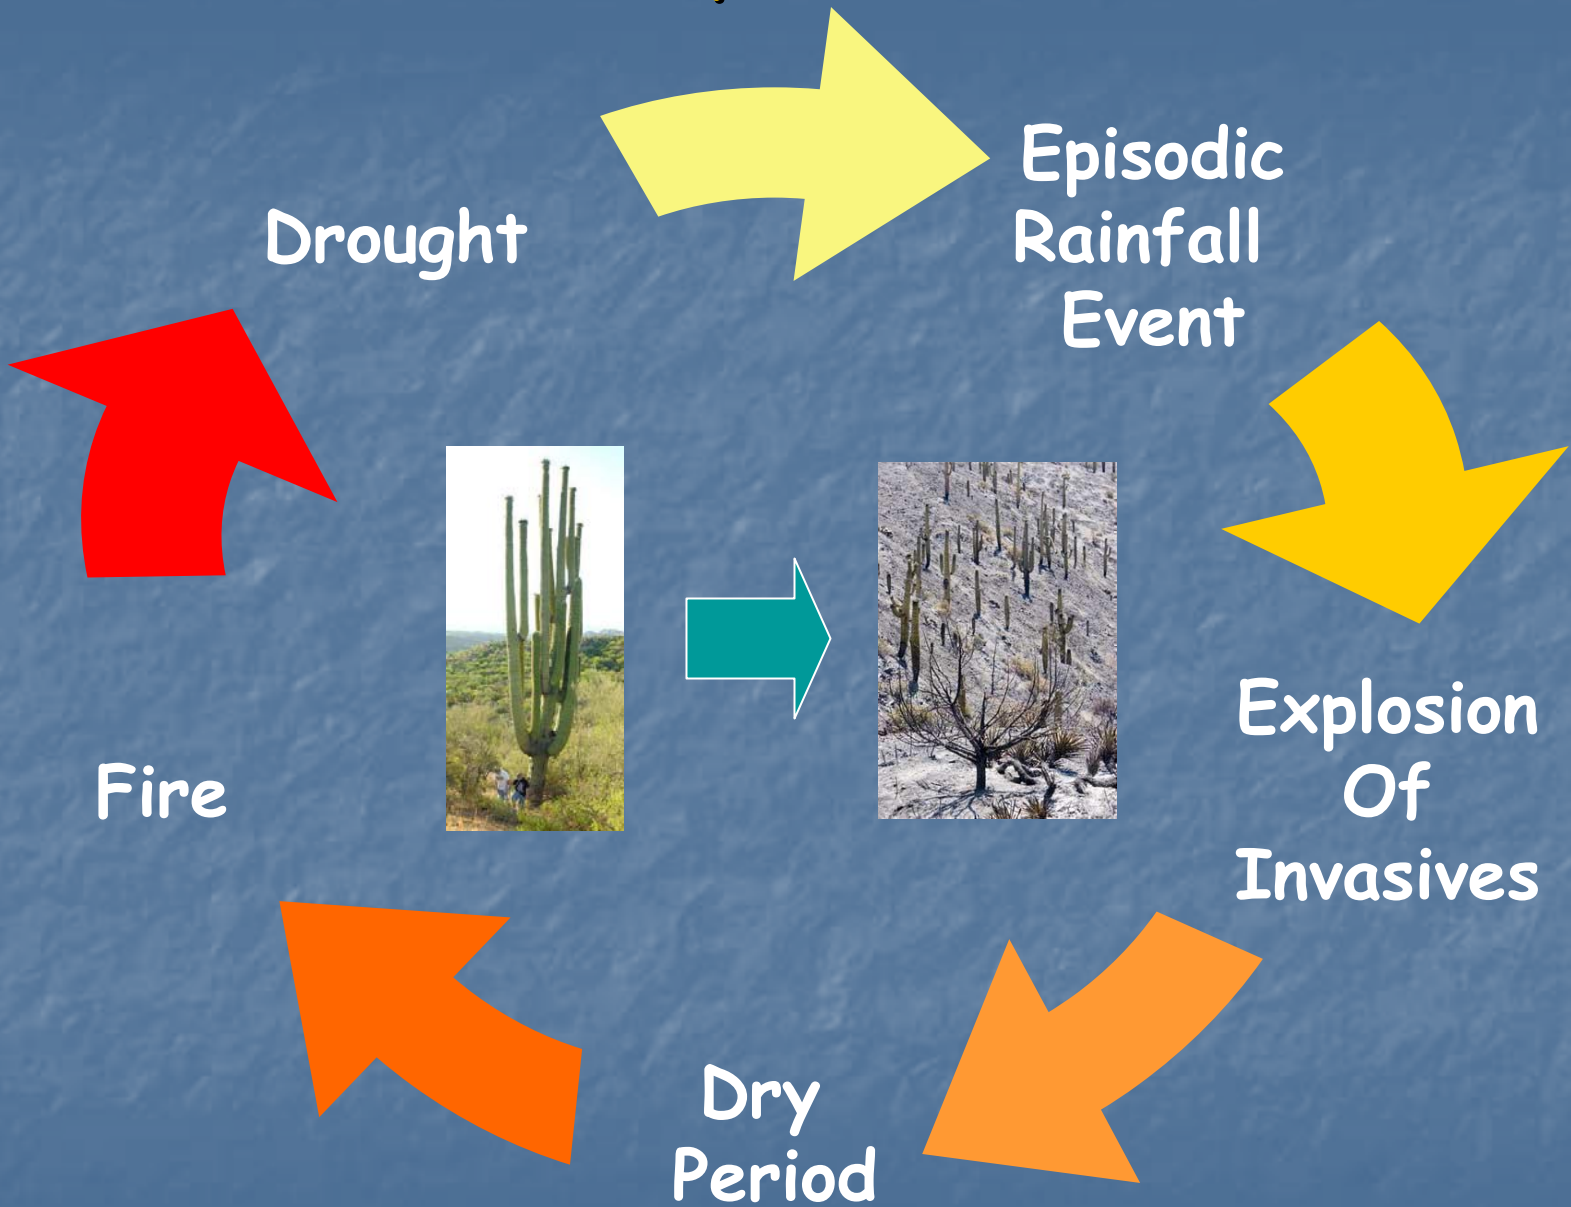 Drought
Episodic
Rainfall
Event
Explosion
Of
Invasives
Dry
Period
Fire